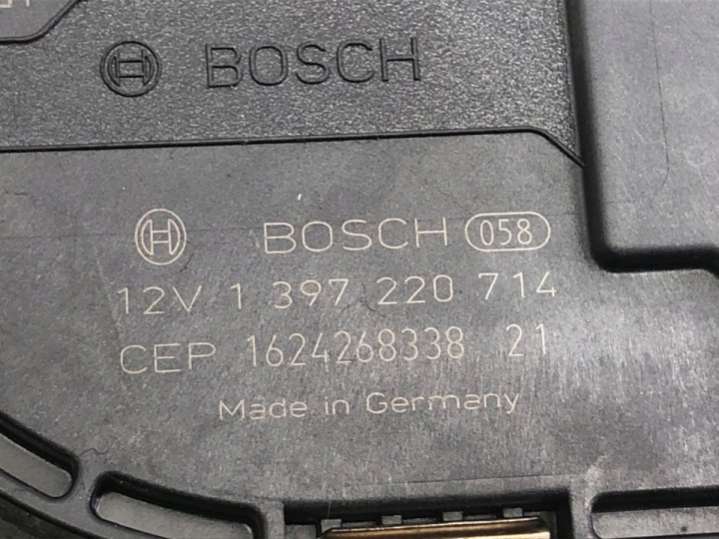 BOSCH
BOSCH 058
12V 1 397 220 714
CEP 1624268338 21
Made in Germany